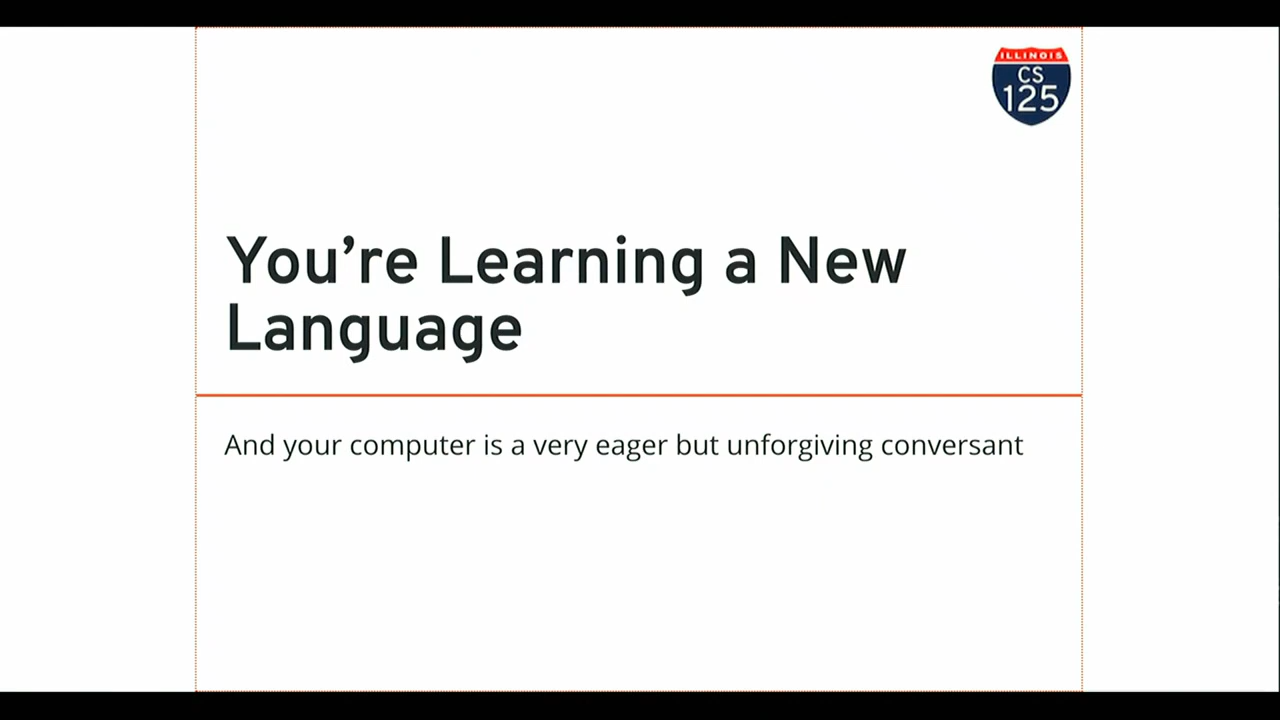 ILLINOIS
CS
125
You're Learning a New
Language
And your computer is a very eager but unforgiving conversant